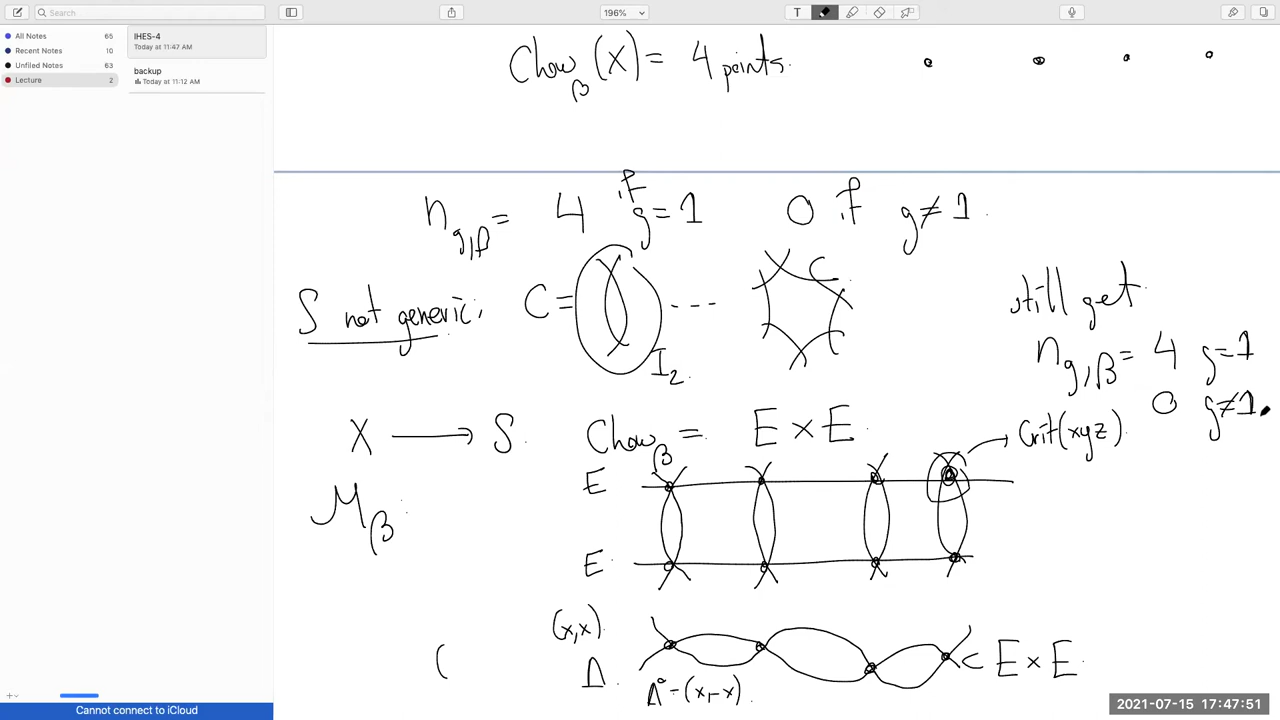 Search
196%
T
All Notes 65
Recent Notes 10
Unfiled Notes 63
Lecture 2
IHES-4
Today at 11:47 AM
backup
Today at 11:12 AM
Chow_β(X) = 4 points.
n_{g,β} = 4 if g=1 0 if g≠1.
S not generic. C = ... C
I_2
still get
n_{g,β} = 4 g=1
0 g≠1.
X → S. Chow_β = E × E.
Crit(xyz).
E
M_β
E
(x,x)
Δ
⊂ E × E
(
Cannot connect to iCloud
2021-07-15 17:47:51